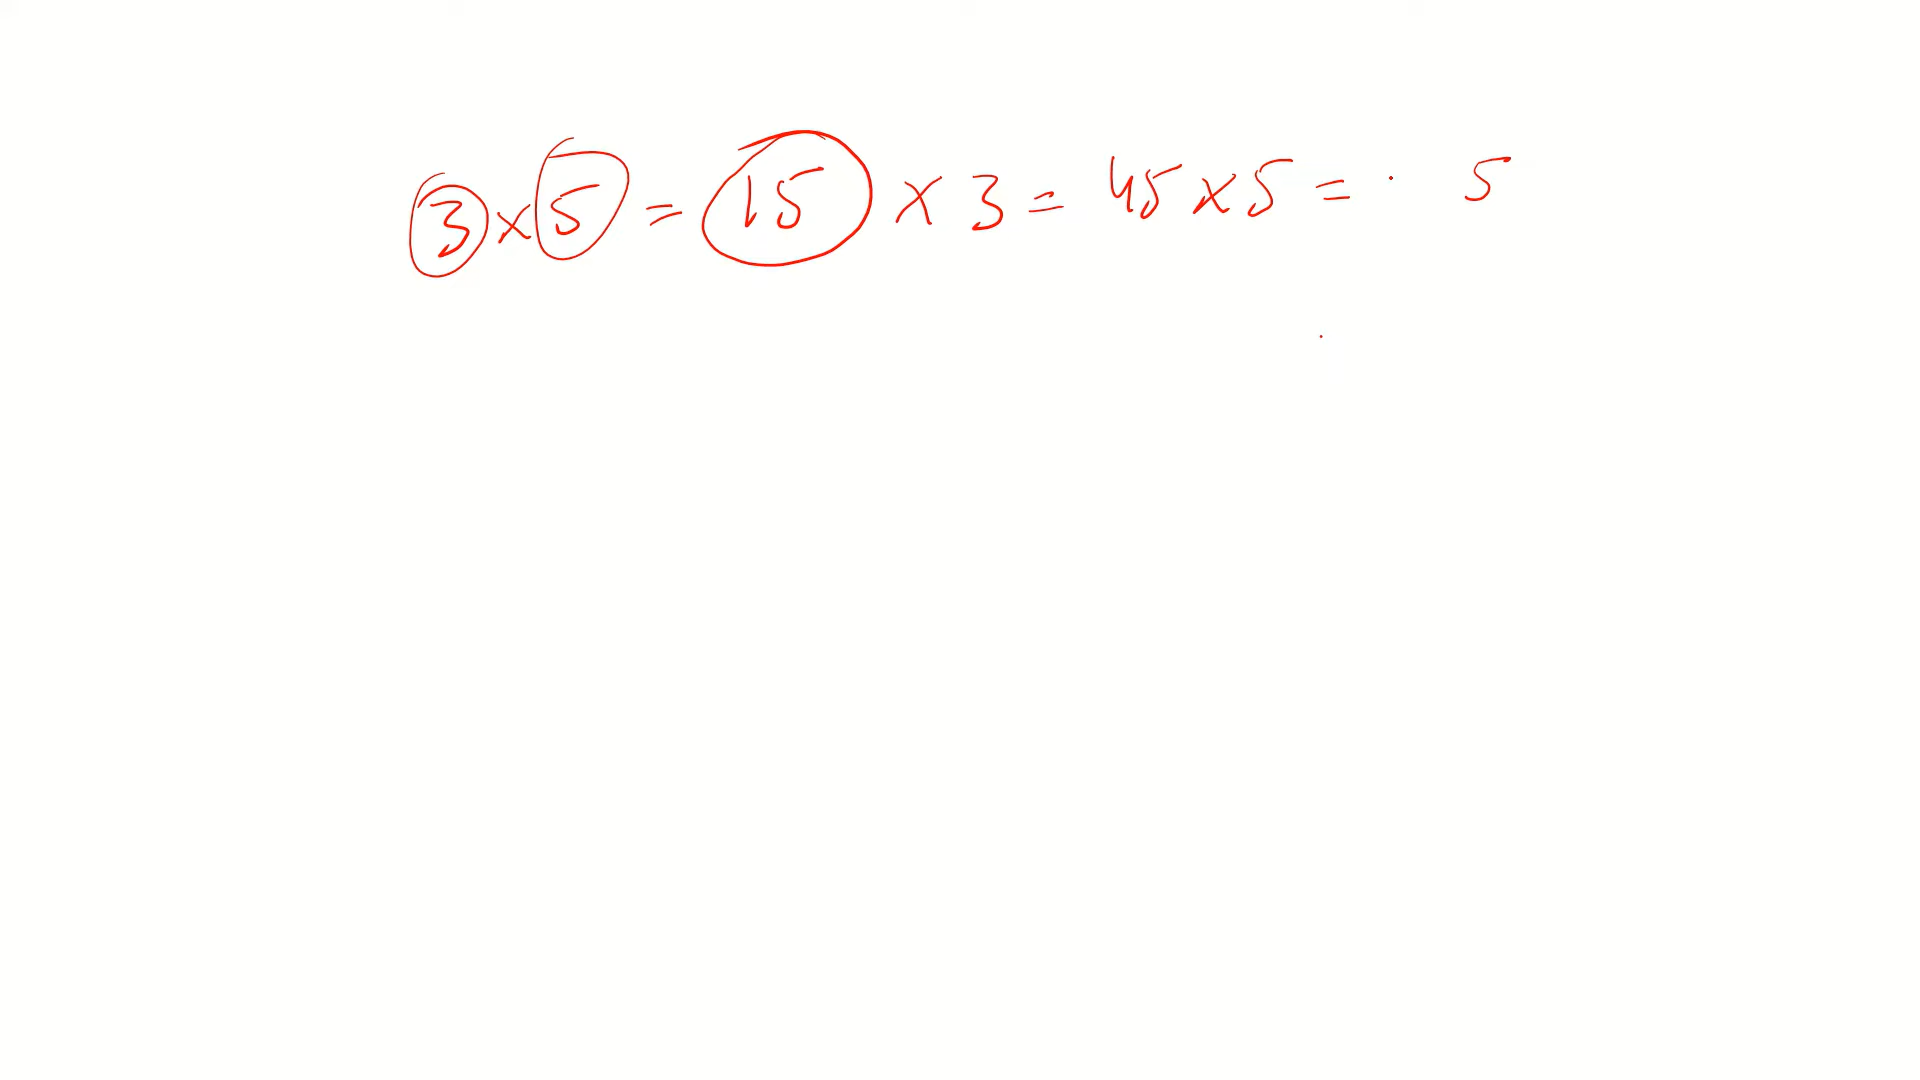 3 x 5 = 15 x 3 = 45 x 5 = 5